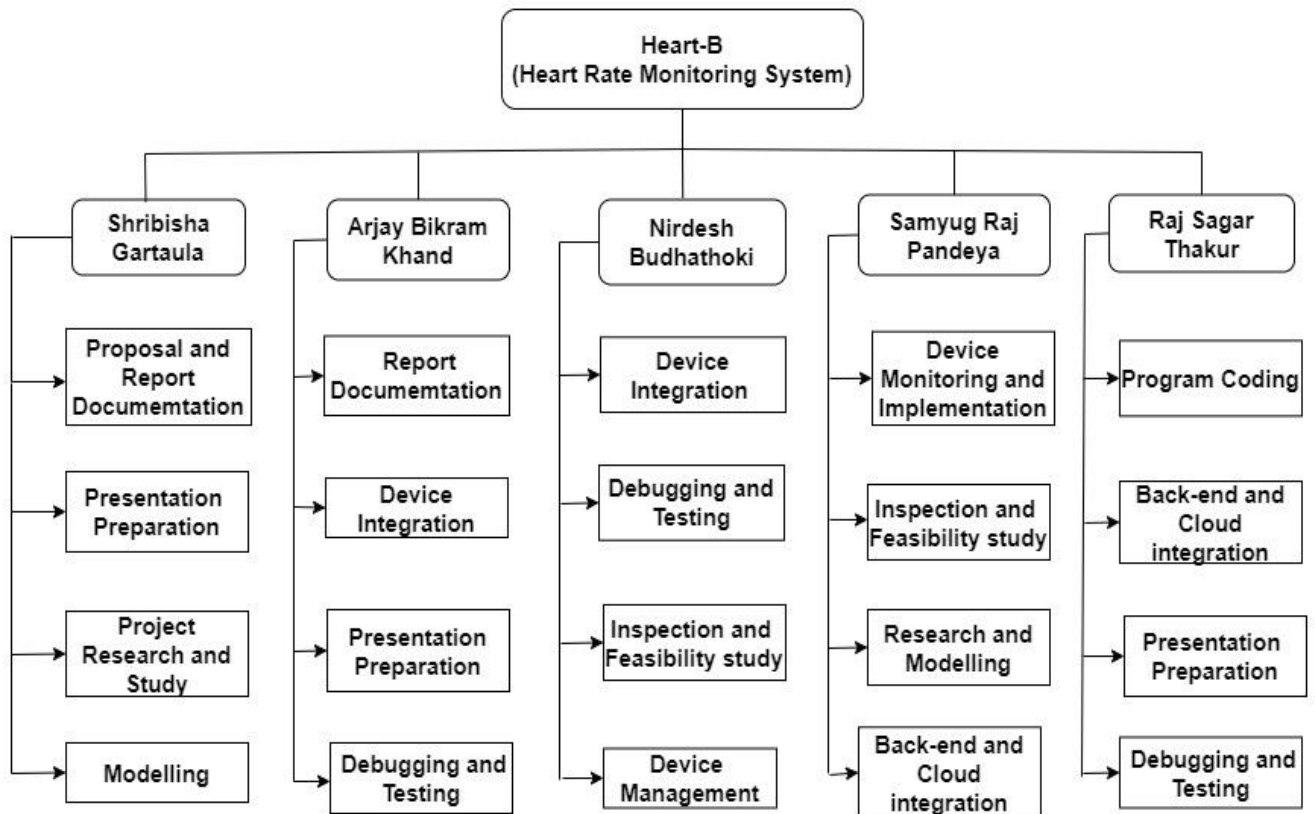 Heart-B
(Heart Rate Monitoring System)
Shribisha
Gartaula
Arjay Bikram
Khand
Nirdesh
Budhathoki
Samyug Raj
Pandeya
Raj Sagar
Thakur
Proposal and
Report
Documemtation
Presentation
Preparation
Project
Research and
Study
Modelling
Report
Documemtation
Device
Integration
Presentation
Preparation
Debugging and
Testing
Device
Integration
Debugging and
Testing
Inspection and
Feasibility study
Device
Management
Device
Monitoring and
Implementation
Inspection and
Feasibility study
Research and
Modelling
Back-end and
Cloud
integration
Program Coding
Back-end and
Cloud
integration
Presentation
Preparation
Debugging and
Testing